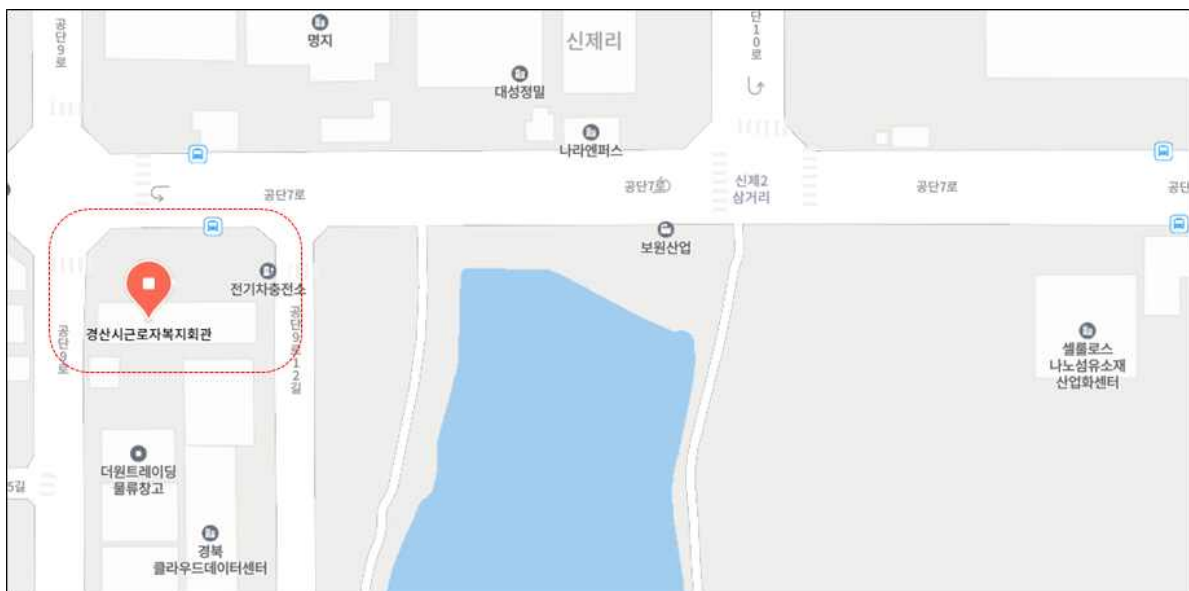 공단9로
명지
신제리
공단10로
대성정밀
나라엔퍼스
공단7로
공단7로
신제2
삼거리
공단7로
공단
보원산업
전기차충전소
경산시근로자복지회관
공단9로
공단9로12길
셀룰로스
나노섬유소재
산업화센터
더원트레이딩
물류창고
5길
경북
클라우드데이터센터